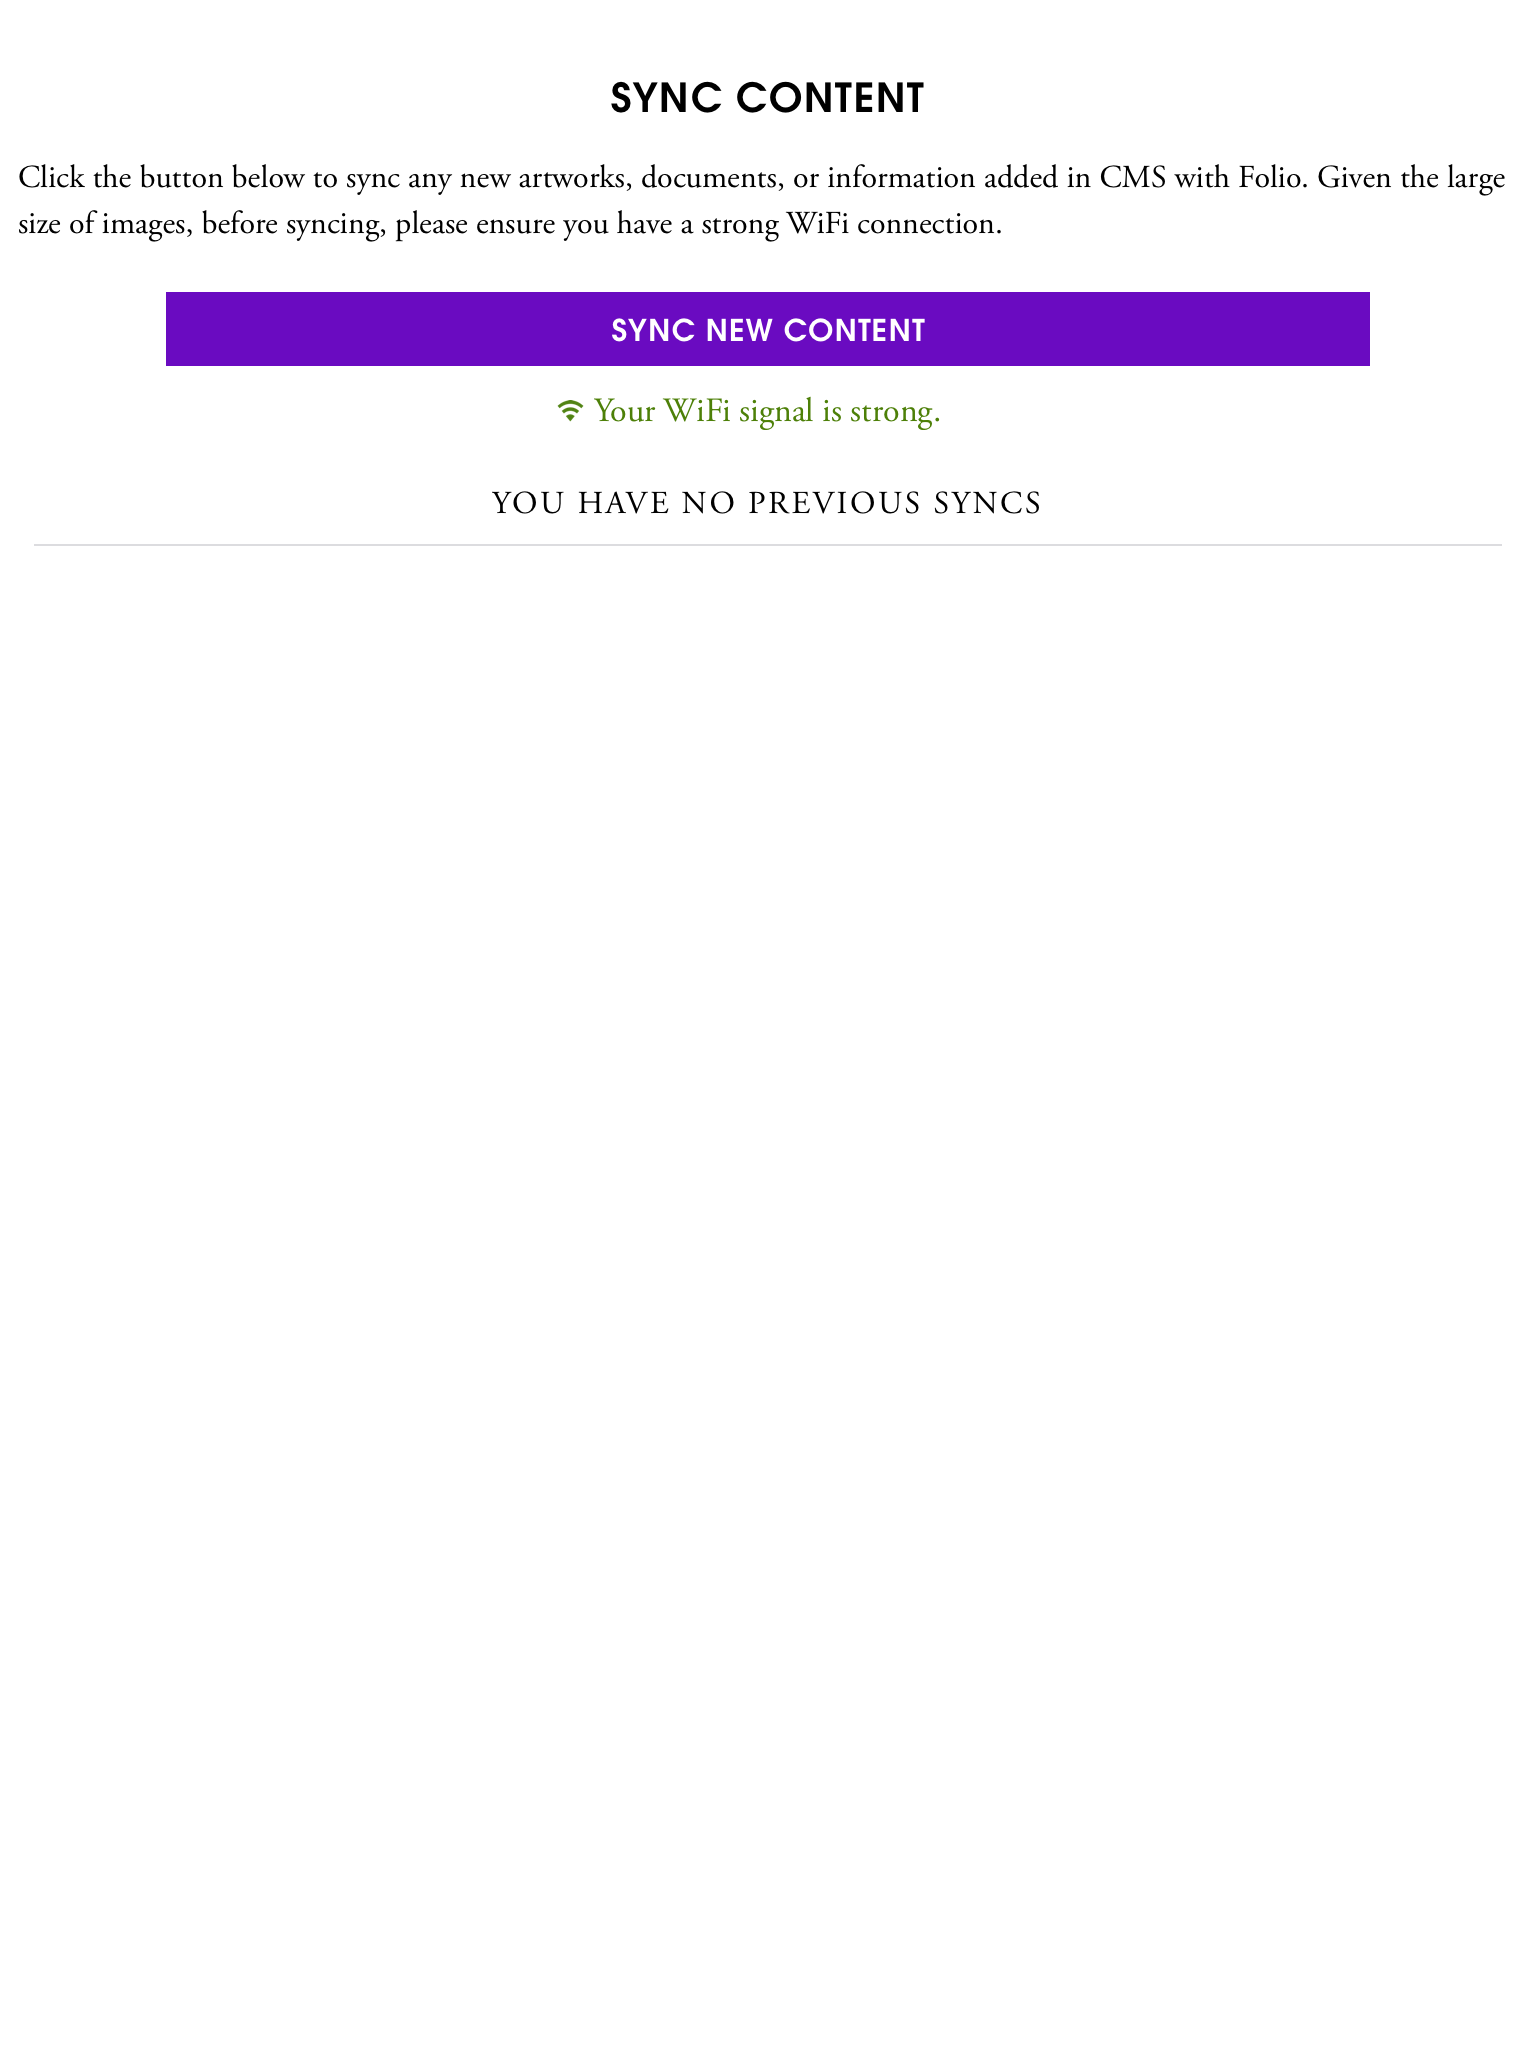 SYNC CONTENT
Click the button below to sync any new artworks, documents, or information added in CMS with Folio. Given the large
size of images, before syncing, please ensure you have a strong WiFi connection.
SYNC NEW CONTENT
Your WiFi signal is strong.
YOU HAVE NO PREVIOUS SYNCS